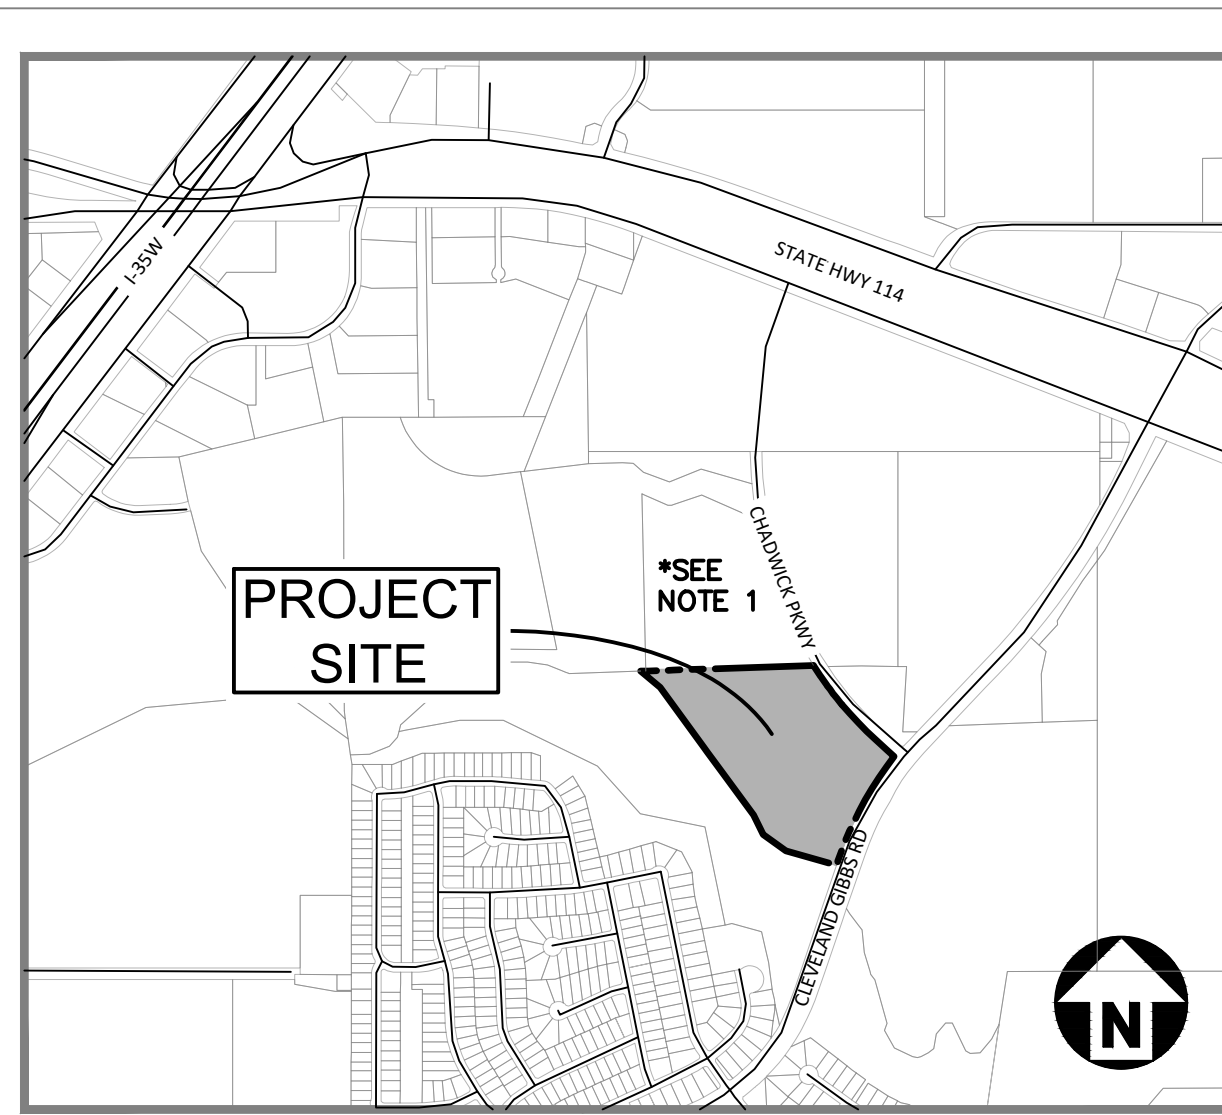 I-35W
STATE HWY 114
CHADWICK PKWY
*SEE
NOTE 1
PROJECT
SITE
CLEVELAND GIBBS RD
N